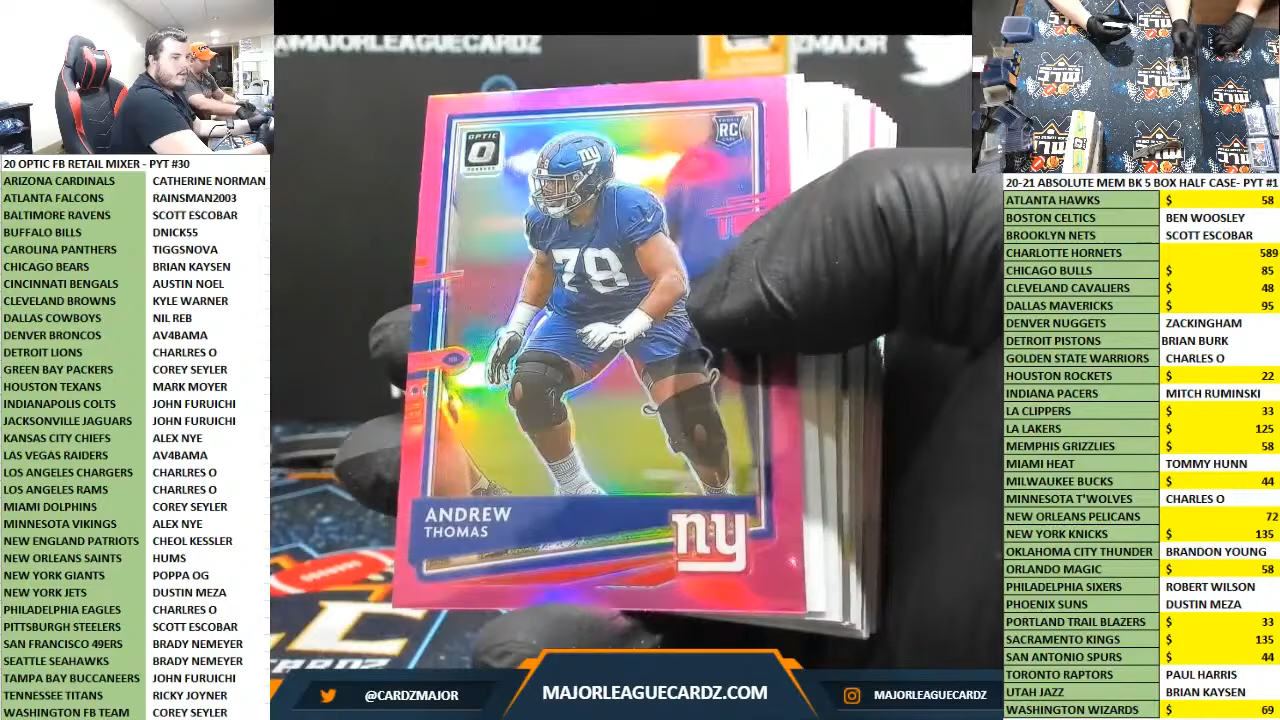 @MAJORLEAGUECARDZ
ZMAJOR
20 OPTIC FB RETAIL MIXER - PYT #30
ARIZONA CARDINALS CATHERINE NORMAN
ATLANTA FALCONS RAINSMAN2003
BALTIMORE RAVENS SCOTT ESCOBAR
BUFFALO BILLS DNICK55
CAROLINA PANTHERS TIGGSNOVA
CHICAGO BEARS BRIAN KAYSEN
CINCINNATI BENGALS AUSTIN NOEL
CLEVELAND BROWNS KYLE WARNER
DALLAS COWBOYS NIL REB
DENVER BRONCOS AV4BAMA
DETROIT LIONS CHARLRES O
GREEN BAY PACKERS COREY SEYLER
HOUSTON TEXANS MARK MOYER
INDIANAPOLIS COLTS JOHN FURUICHI
JACKSONVILLE JAGUARS JOHN FURUICHI
KANSAS CITY CHIEFS ALEX NYE
LAS VEGAS RAIDERS AV4BAMA
LOS ANGELES CHARGERS CHARLRES O
LOS ANGELES RAMS CHARLRES O
MIAMI DOLPHINS COREY SEYLER
MINNESOTA VIKINGS ALEX NYE
NEW ENGLAND PATRIOTS CHEOL KESSLER
NEW ORLEANS SAINTS HUMS
NEW YORK GIANTS POPPA OG
NEW YORK JETS DUSTIN MEZA
PHILADELPHIA EAGLES CHARLRES O
PITTSBURGH STEELERS SCOTT ESCOBAR
SAN FRANCISCO 49ERS BRADY NEMEYER
SEATTLE SEAHAWKS BRADY NEMEYER
TAMPA BAY BUCCANEERS JOHN FURUICHI
TENNESSEE TITANS RICKY JOYNER
WASHINGTON FB TEAM COREY SEYLER
OPTIC
RC
ny
78
ANDREW
THOMAS
ny
@CARDZMAJOR
MAJORLEAGUECARDZ.COM
MAJORLEAGUECARDZ
MLC
MLC
MLC
20-21 ABSOLUTE MEM BK 5 BOX HALF CASE- PYT #1
ATLANTA HAWKS $ 58
BOSTON CELTICS BEN WOOSLEY
BROOKLYN NETS SCOTT ESCOBAR
CHARLOTTE HORNETS 589
CHICAGO BULLS $ 85
CLEVELAND CAVALIERS $ 48
DALLAS MAVERICKS $ 95
DENVER NUGGETS ZACKINGHAM
DETROIT PISTONS BRIAN BURK
GOLDEN STATE WARRIORS CHARLES O
HOUSTON ROCKETS $ 22
INDIANA PACERS MITCH RUMINSKI
LA CLIPPERS $ 33
LA LAKERS $ 125
MEMPHIS GRIZZLIES $ 58
MIAMI HEAT TOMMY HUNN
MILWAUKEE BUCKS $ 44
MINNESOTA T'WOLVES CHARLES O
NEW ORLEANS PELICANS 72
NEW YORK KNICKS $ 135
OKLAHOMA CITY THUNDER BRANDON YOUNG
ORLANDO MAGIC $ 58
PHILADELPHIA SIXERS ROBERT WILSON
PHOENIX SUNS DUSTIN MEZA
PORTLAND TRAIL BLAZERS $ 33
SACRAMENTO KINGS $ 135
SAN ANTONIO SPURS $ 44
TORONTO RAPTORS PAUL HARRIS
UTAH JAZZ BRIAN KAYSEN
WASHINGTON WIZARDS $ 69